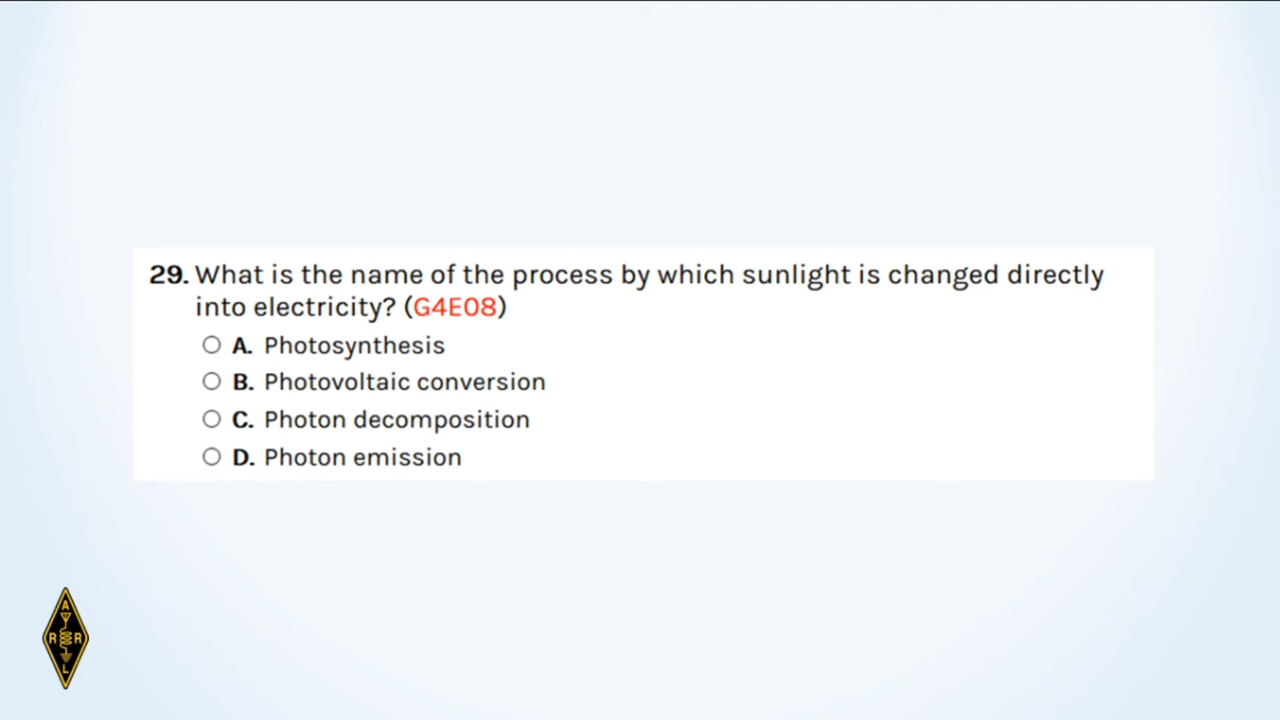 29. What is the name of the process by which sunlight is changed directly
into electricity? (G4E08)
A. Photosynthesis
B. Photovoltaic conversion
C. Photon decomposition
D. Photon emission
A
R R
L